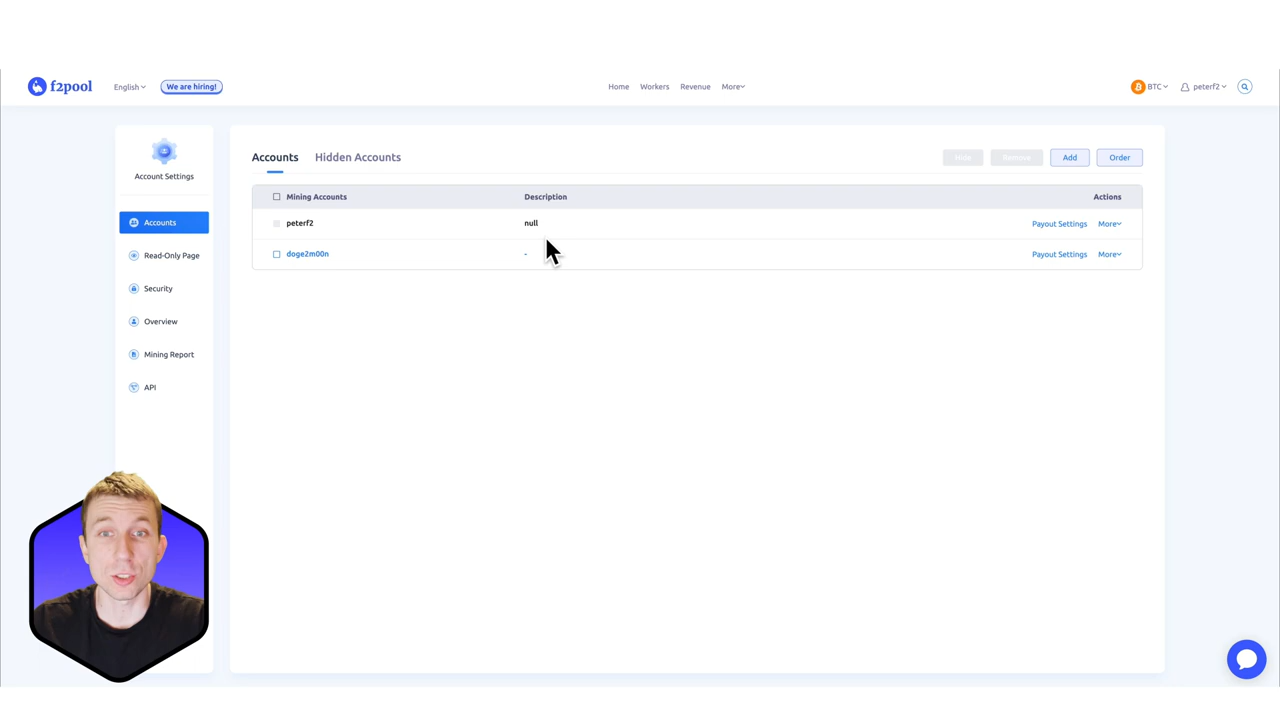 f2pool English We are hiring! Home Workers Revenue More BTC peterf2
Account Settings
Accounts
Read-Only Page
Security
Overview
Mining Report
API
Accounts Hidden Accounts Hide Remove Add Order
Mining Accounts Description Actions
peterf2 null Payout Settings More
doge2m00n - Payout Settings More